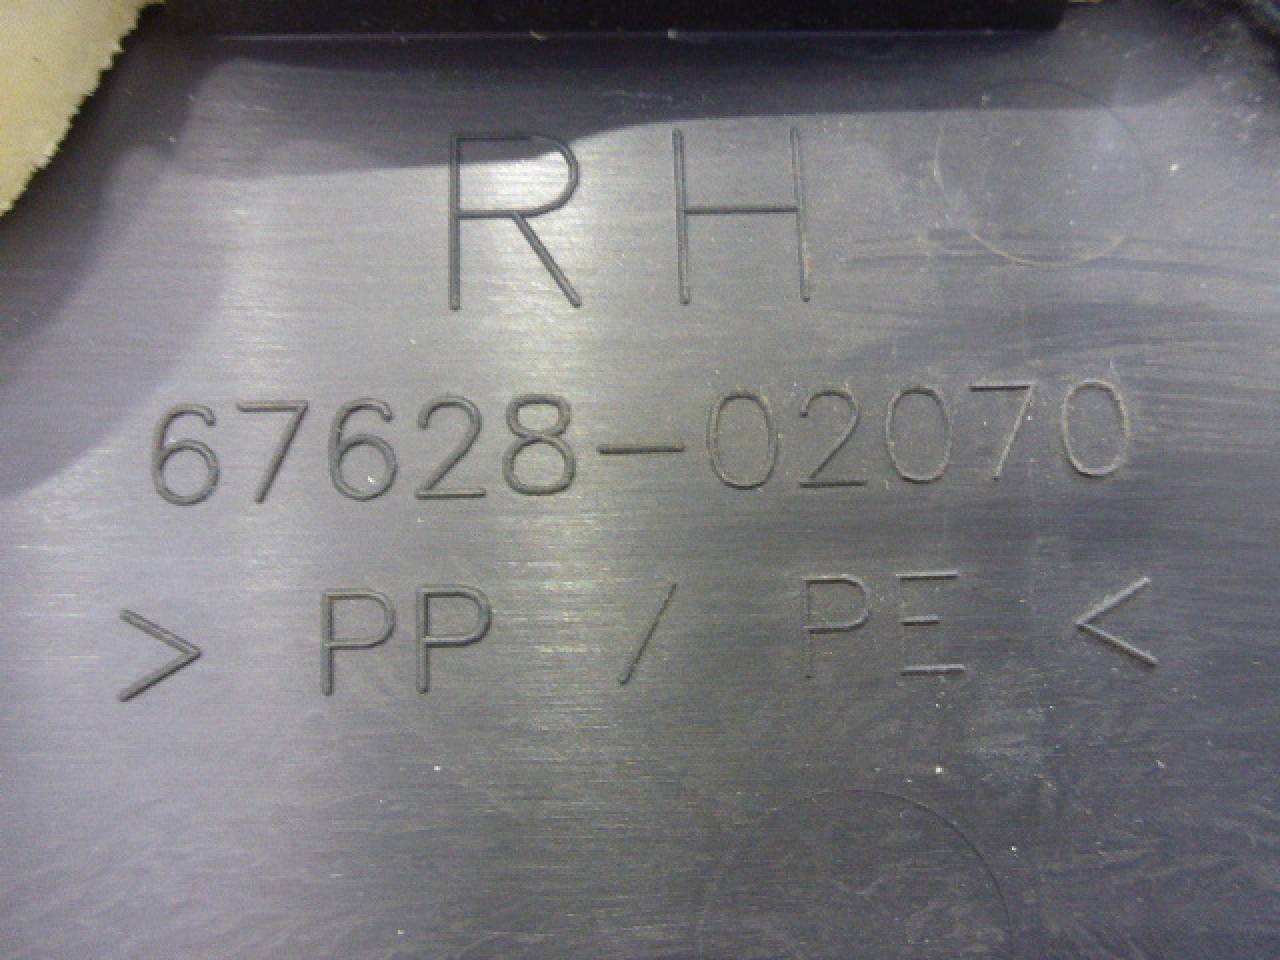 RH
67628-02070
> PP / PE <